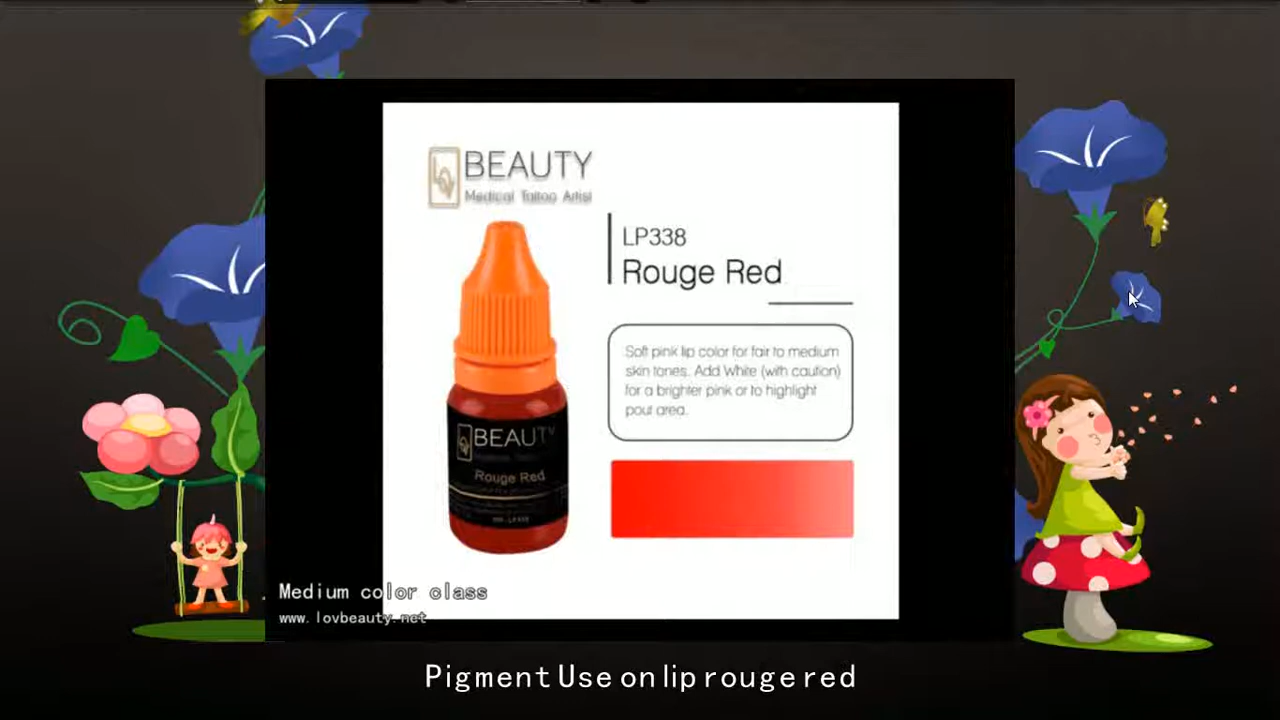 BEAUTY
Medical Tattoo Artist
LP338
Rouge Red
Soft pink lip color for fair to medium
skin tones. Add White (with caution)
for a brighter pink or to highlight
pout area.
BEAUTY
Rouge Red
Medium color class
www.lovbeauty.net
Pigment Use on lip rouge red